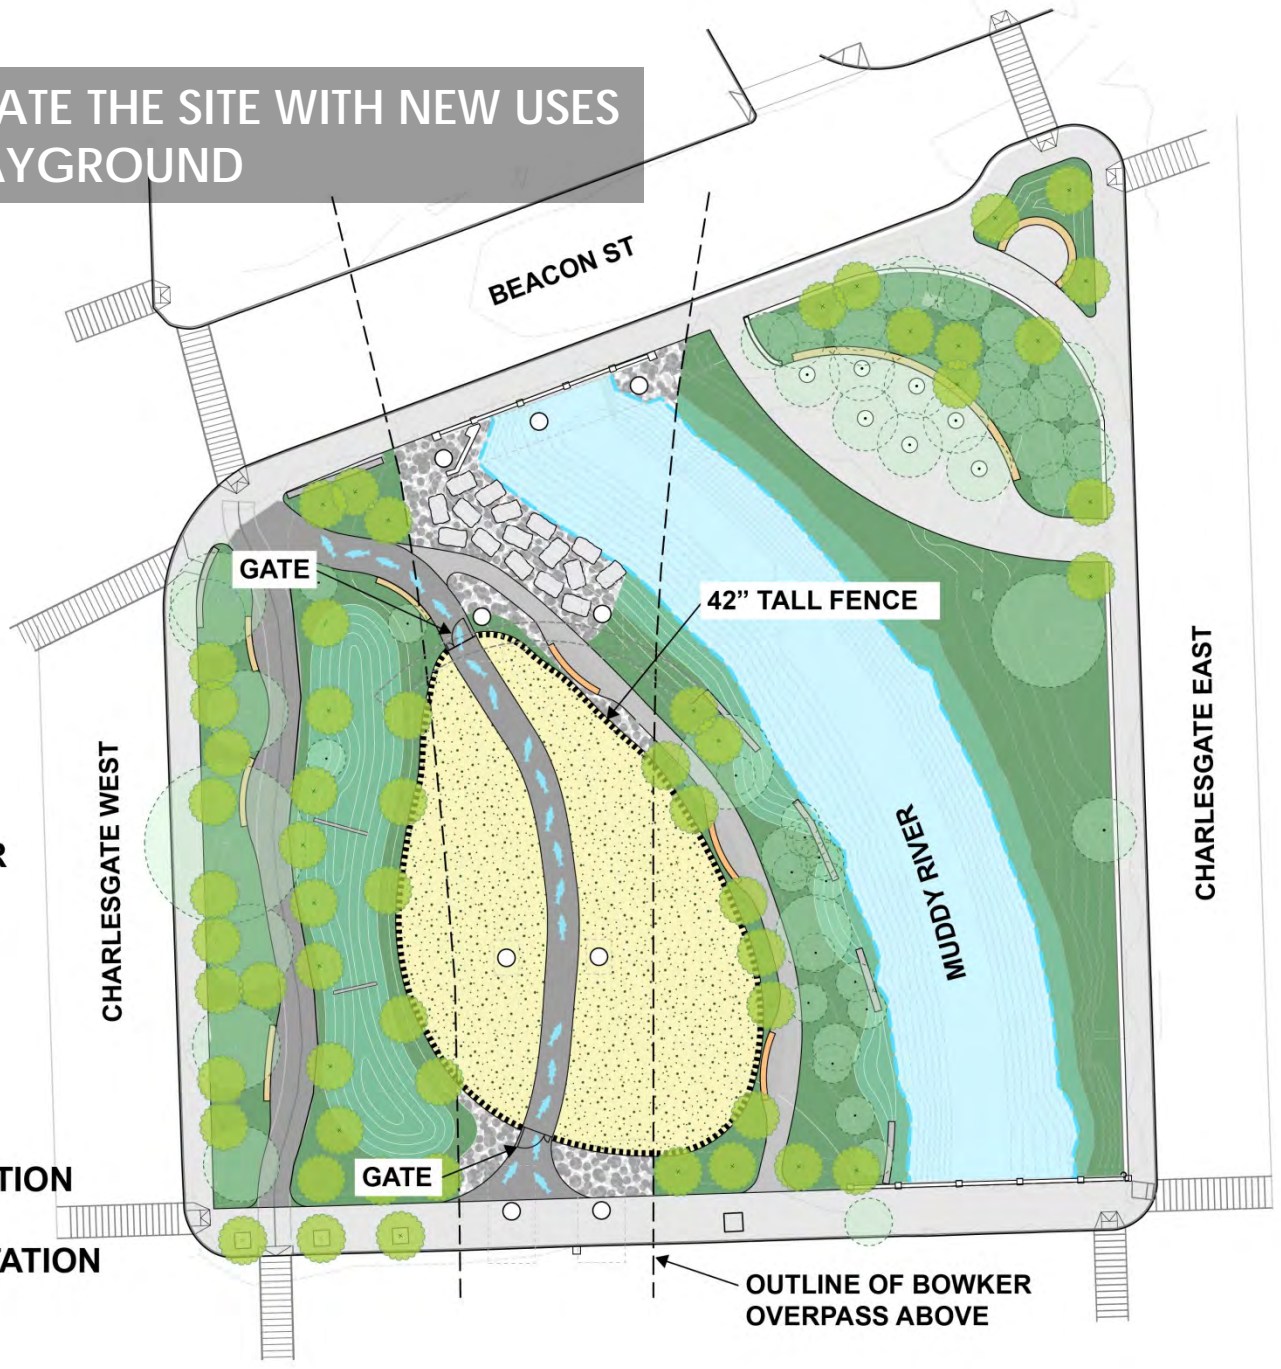 ATE THE SITE WITH NEW USES
AYGROUND
BEACON ST
GATE
42” TALL FENCE
CHARLESGATE WEST
CHARLESGATE EAST
MUDDY RIVER
R
TION
GATE
TATION
OUTLINE OF BOWKER
OVERPASS ABOVE